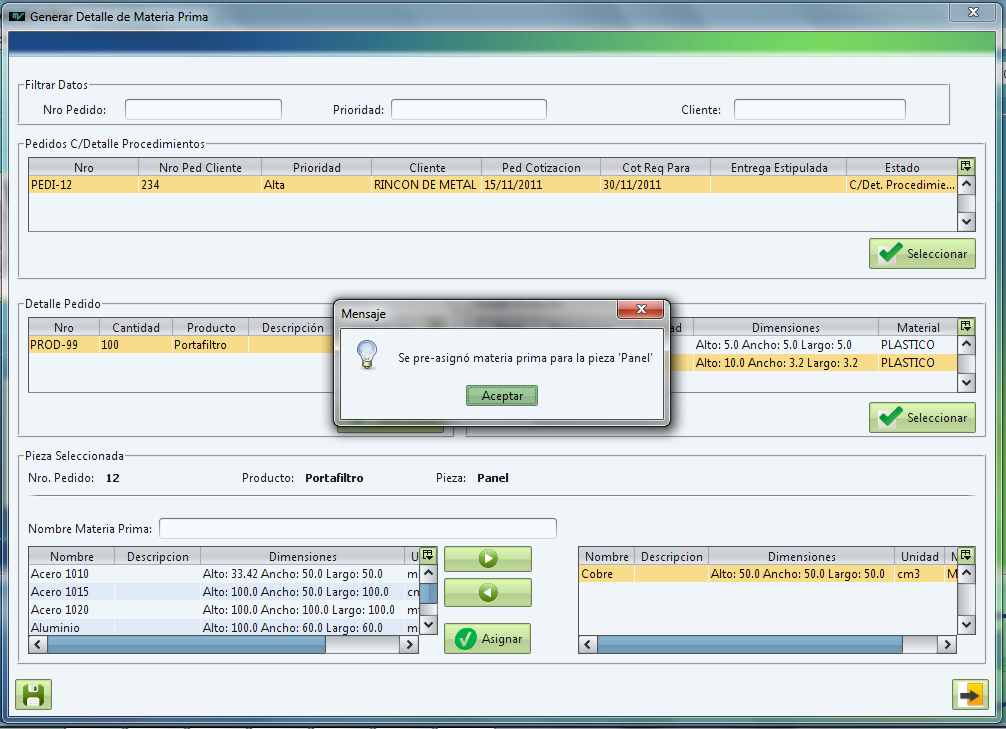 Generar Detalle de Materia Prima
Filtrar Datos
Nro Pedido: Prioridad: Cliente:
Pedidos C/Detalle Procedimientos
Nro Nro Ped Cliente Prioridad Cliente Ped Cotizacion Cot Req Para Entrega Estipulada Estado
PEDI-12 234 Alta RINCON DE METAL 15/11/2011 30/11/2011 C/Det. Procedimie...
Seleccionar
Detalle Pedido
Nro Cantidad Producto Descripción Dimensiones Material
PROD-99 100 Portafiltro Alto: 5.0 Ancho: 5.0 Largo: 5.0 PLASTICO
Alto: 10.0 Ancho: 3.2 Largo: 3.2 PLASTICO
Seleccionar
Mensaje
Se pre-asignó materia prima para la pieza 'Panel'
Aceptar
Pieza Seleccionada
Nro. Pedido: 12 Producto: Portafiltro Pieza: Panel
Nombre Materia Prima:
Nombre Descripcion Dimensiones U
Acero 1010 Alto: 33.42 Ancho: 50.0 Largo: 50.0 m
Acero 1015 Alto: 100.0 Ancho: 50.0 Largo: 100.0 cm
Acero 1020 Alto: 100.0 Ancho: 100.0 Largo: 100.0 m
Aluminio Alto: 100.0 Ancho: 60.0 Largo: 60.0 m
Asignar
Nombre Descripcion Dimensiones Unidad
Cobre Alto: 50.0 Ancho: 50.0 Largo: 50.0 cm3 M